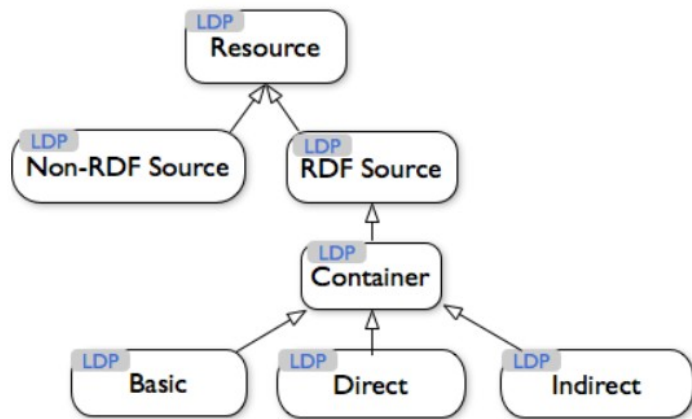 LDP
Resource
LDP
Non-RDF Source
LDP
RDF Source
LDP
Container
LDP
Basic
LDP
Direct
LDP
Indirect